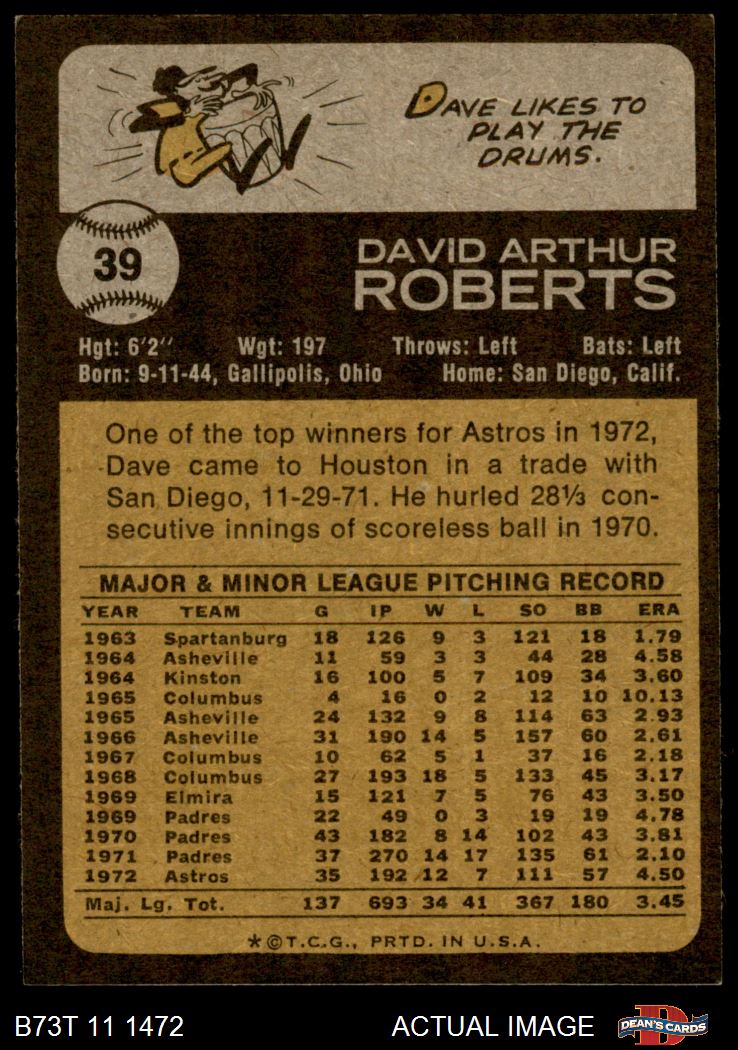 DAVE LIKES TO
PLAY THE
DRUMS.
39
DAVID ARTHUR
ROBERTS
Hgt: 6'2" Wgt: 197 Throws: Left Bats: Left
Born: 9-11-44, Gallipolis, Ohio Home: San Diego, Calif.
One of the top winners for Astros in 1972,
Dave came to Houston in a trade with
San Diego, 11-29-71. He hurled 28⅓ con-
secutive innings of scoreless ball in 1970.
MAJOR & MINOR LEAGUE PITCHING RECORD
YEAR TEAM G IP W L SO BB ERA
1963 Spartanburg 18 126 9 3 121 18 1.79
1964 Asheville 11 59 3 3 44 28 4.58
1964 Kinston 16 100 5 7 109 34 3.60
1965 Columbus 4 16 0 2 12 10 10.13
1965 Asheville 24 132 9 8 114 63 2.93
1966 Asheville 31 190 14 5 157 60 2.61
1967 Columbus 10 62 5 1 37 16 2.18
1968 Columbus 27 193 18 5 133 45 3.17
1969 Elmira 15 121 7 5 76 43 3.50
1969 Padres 22 49 0 3 19 19 4.78
1970 Padres 43 182 8 14 102 43 3.81
1971 Padres 37 270 14 17 135 61 2.10
1972 Astros 35 192 12 7 111 57 4.50
Maj. Lg. Tot. 137 693 34 41 367 180 3.45
*©T.C.G., PRTD. IN U.S.A.
B73T 11 1472 ACTUAL IMAGE DEAN'S CARDS